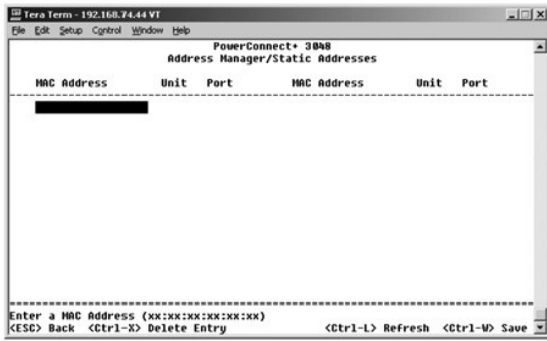 Tera Term - 192.168.74.44 VT
File Edit Setup Control Window Help
PowerConnect+ 3048
Address Manager/Static Addresses
MAC Address Unit Port MAC Address Unit Port
Enter a MAC Address (xx:xx:xx:xx:xx:xx)
<ESC> Back <Ctrl-X> Delete Entry <Ctrl-L> Refresh <Ctrl-W> Save